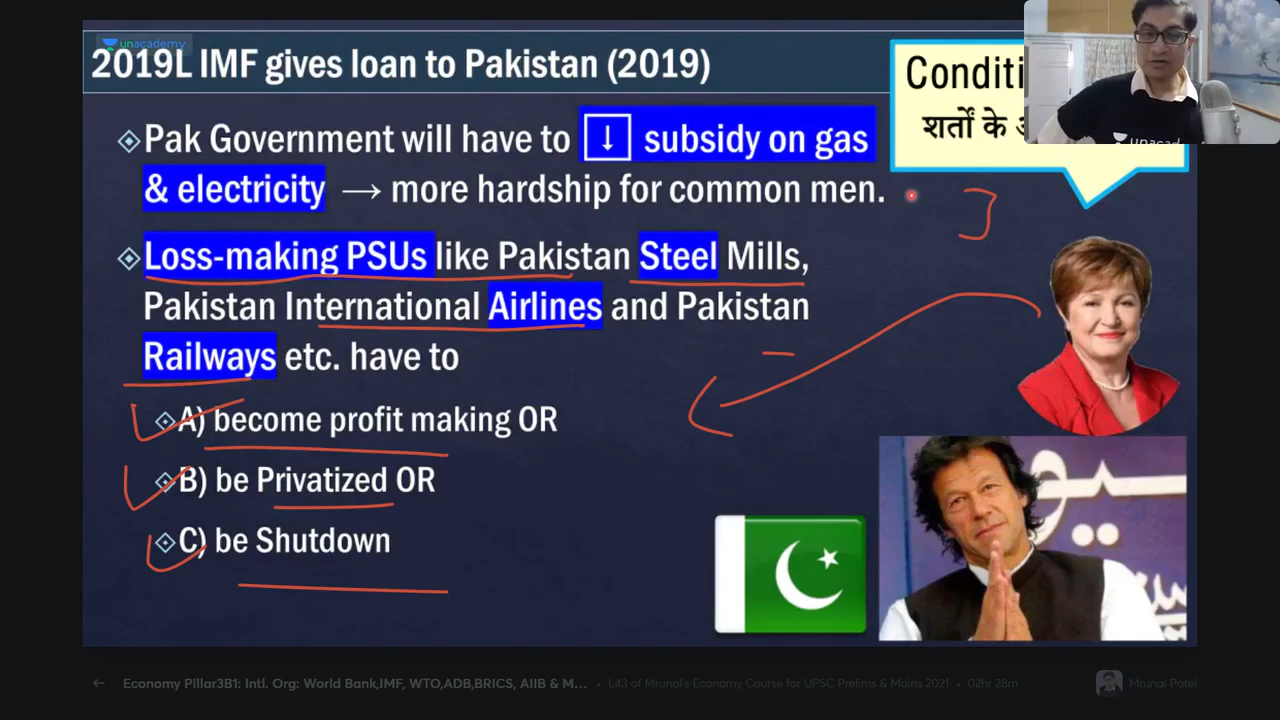 unacademy
2019L IMF gives loan to Pakistan (2019)
Pak Government will have to ↓ subsidy on gas
& electricity → more hardship for common men.
Loss-making PSUs like Pakistan Steel Mills,
Pakistan International Airlines and Pakistan
Railways etc. have to
A) become profit making OR
B) be Privatized OR
C) be Shutdown
Conditi
शर्तों के
unacad
← Economy Pillar3B1: Intl. Org: World Bank,IMF, WTO,ADB,BRICS, AIIB & M... • L43 of Mrunal's Economy Course for UPSC Prelims & Mains 2021 • 02hr 28m
Mrunal Patel